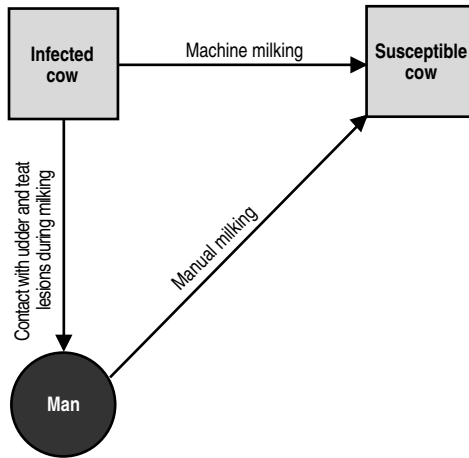 Infected
cow
Machine milking
Susceptible
cow
Contact with udder and teat
lesions during milking
Manual milking
Man